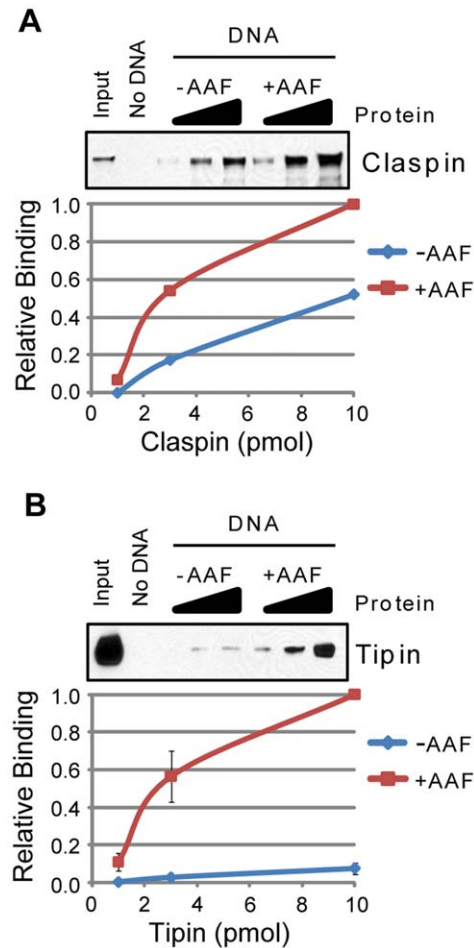 A
DNA
Input
No DNA
-AAF +AAF
Protein
Claspin
1.0
0.8
0.6
0.4
0.2
0.0
Relative Binding
-AAF
+AAF
0 2 4 6 8 10
Claspin (pmol)
B
DNA
Input
No DNA
-AAF +AAF
Protein
Tipin
1.0
0.8
0.6
0.4
0.2
0.0
Relative Binding
-AAF
+AAF
0 2 4 6 8 10
Tipin (pmol)